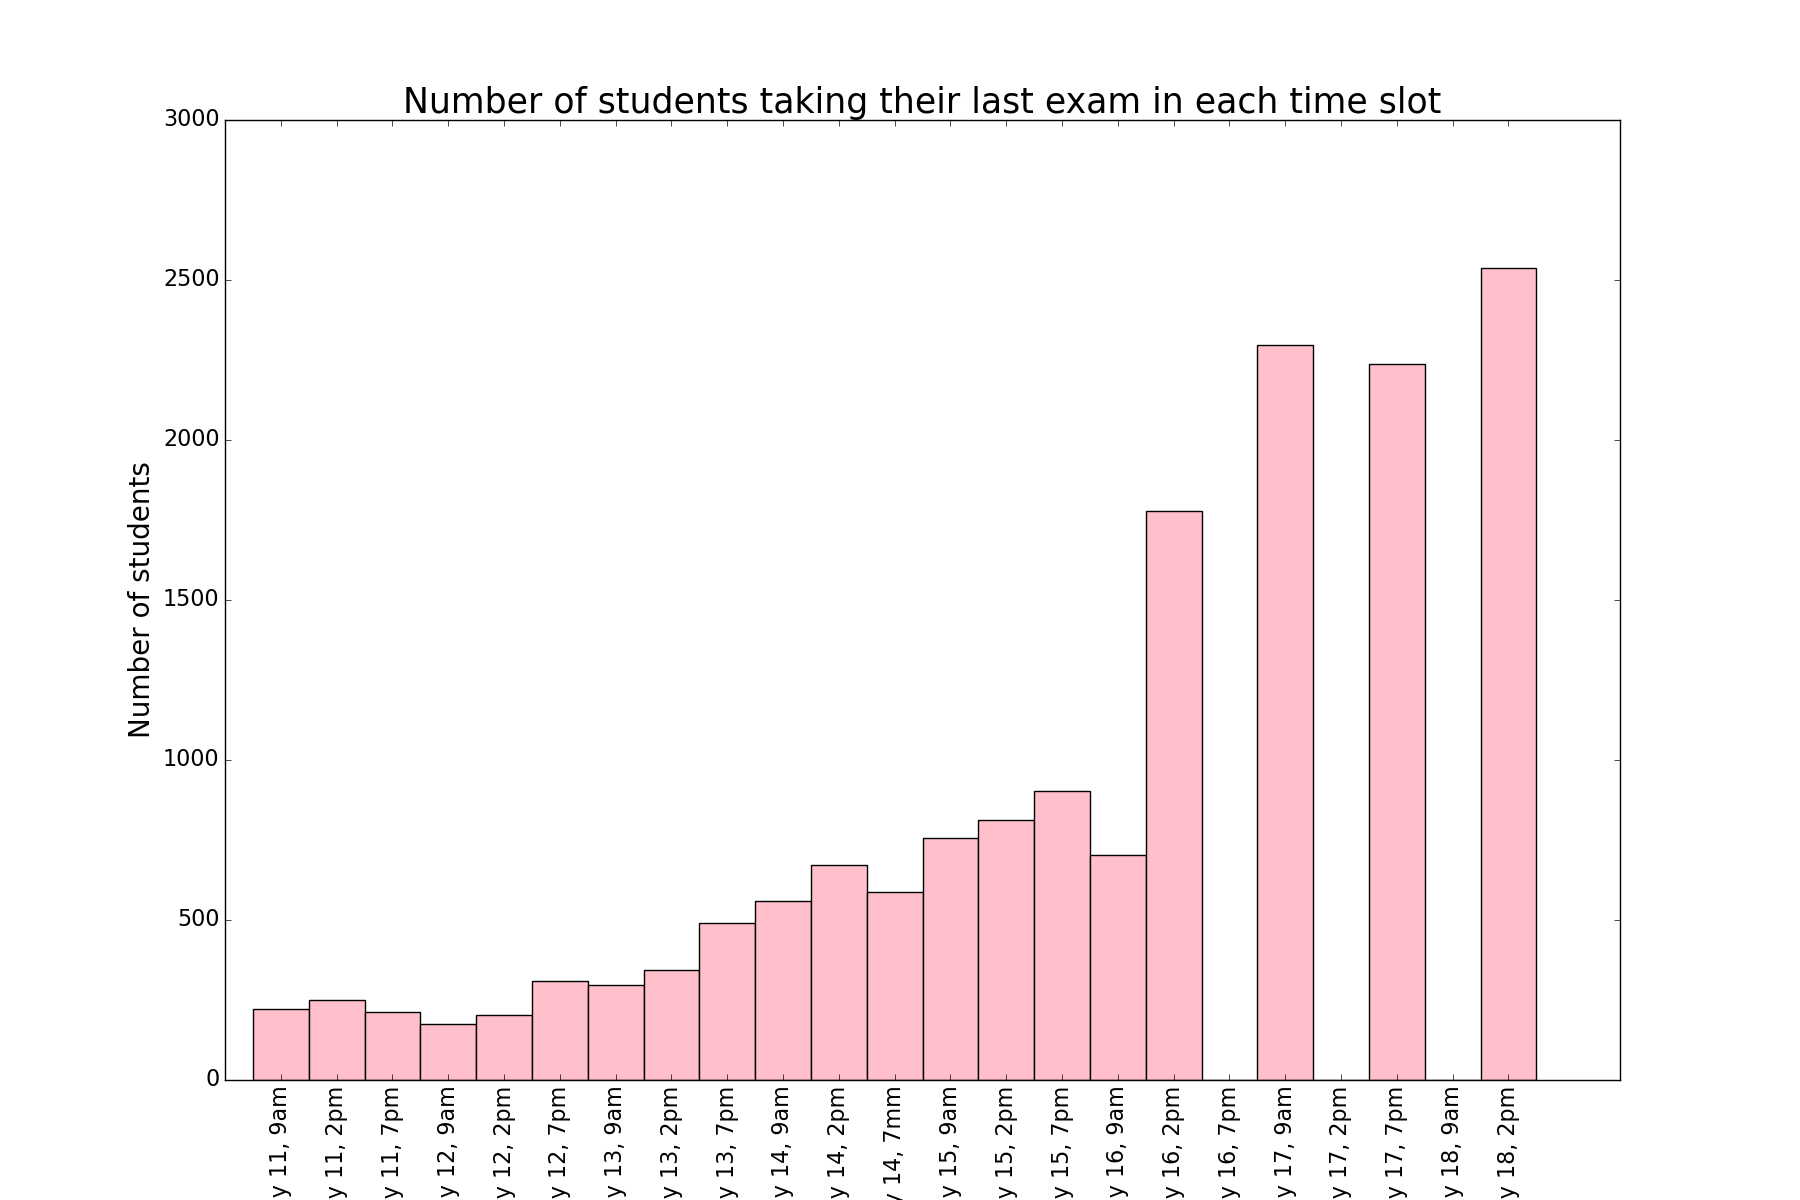 Number of students taking their last exam in each time slot
Number of students
3000
2500
2000
1500
1000
500
0
y 11, 9am
y 11, 2pm
y 11, 7pm
y 12, 9am
y 12, 2pm
y 12, 7pm
y 13, 9am
y 13, 2pm
y 13, 7pm
y 14, 9am
y 14, 2pm
y 14, 7mm
y 15, 9am
y 15, 2pm
y 15, 7pm
y 16, 9am
y 16, 2pm
y 16, 7pm
y 17, 9am
y 17, 2pm
y 17, 7pm
y 18, 9am
y 18, 2pm